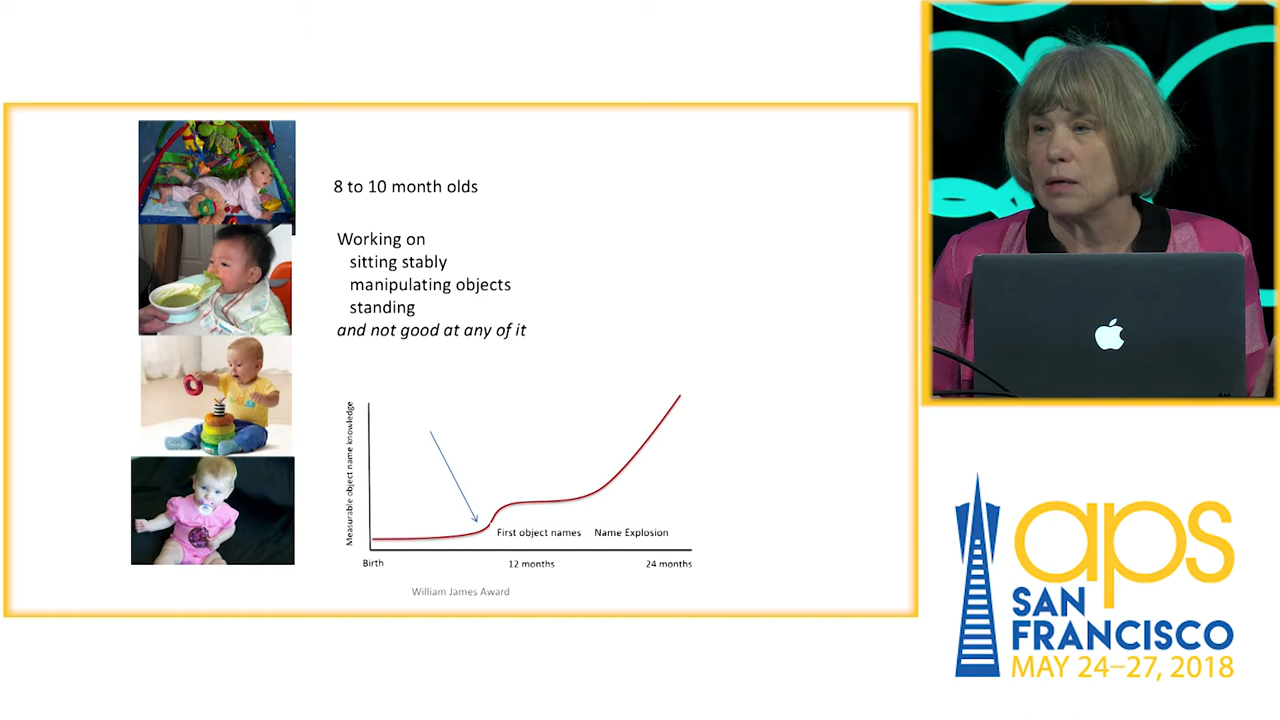 8 to 10 month olds
Working on
sitting stably
manipulating objects
standing
and not good at any of it
Measurable object name knowledge
First object names
Name Explosion
Birth
12 months
24 months
William James Award
aps
SAN
FRANCISCO
MAY 24–27, 2018